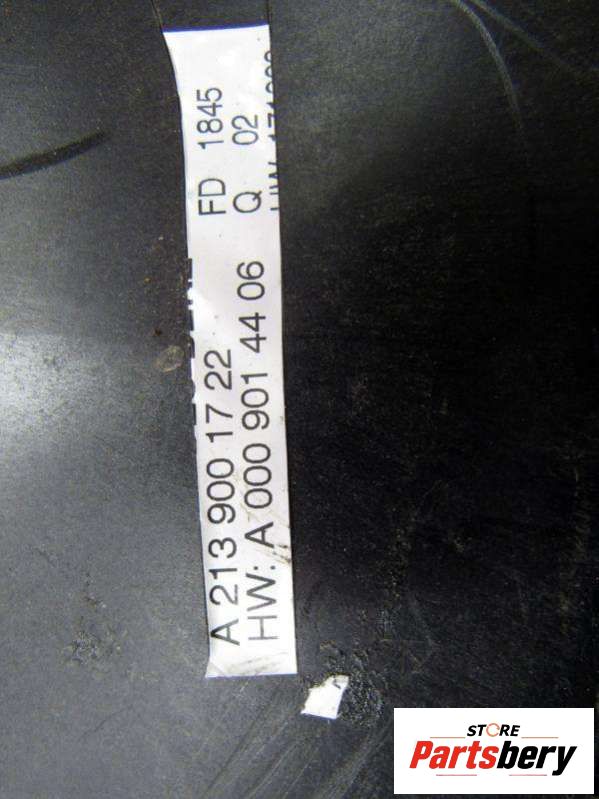 A 213 900 17 22 FD 1845
HW: A 000 901 44 06 Q 02
STORE
Partsbery